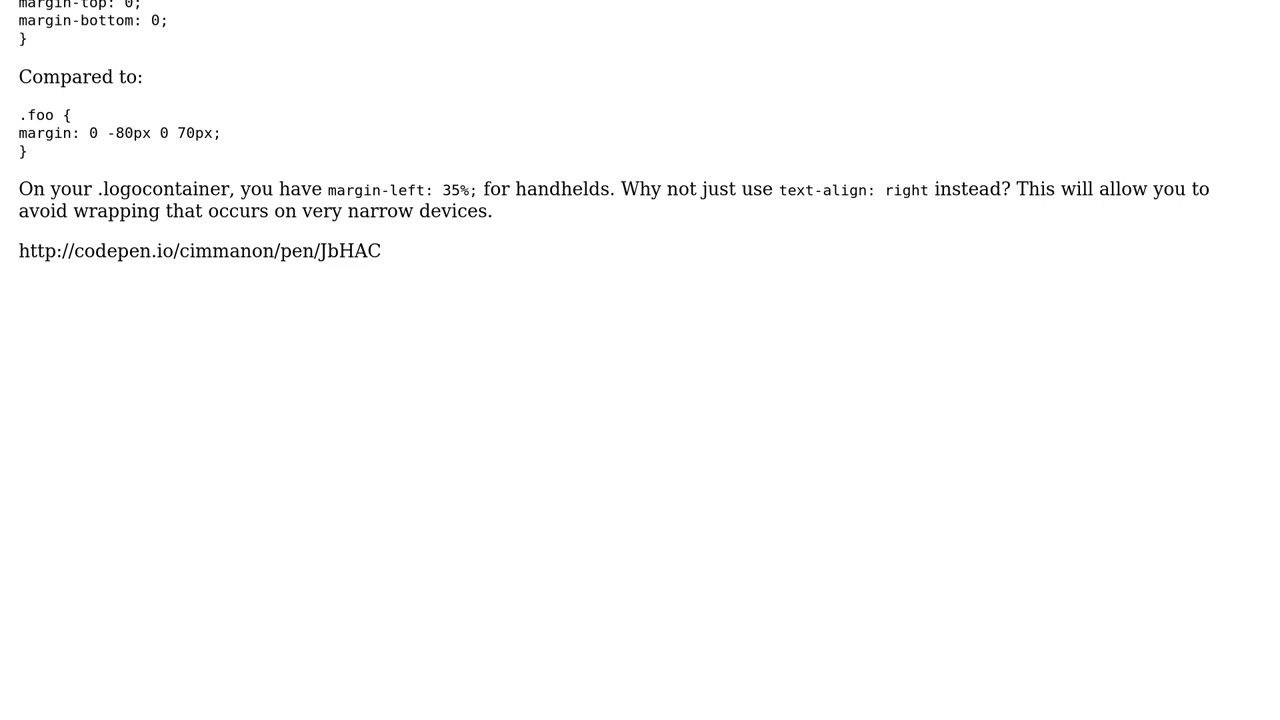 margin-top: 0;
margin-bottom: 0;
}
Compared to:
.foo {
margin: 0 -80px 0 70px;
}
On your .logocontainer, you have margin-left: 35%; for handhelds. Why not just use text-align: right instead? This will allow you to
avoid wrapping that occurs on very narrow devices.
http://codepen.io/cimmanon/pen/JbHAC